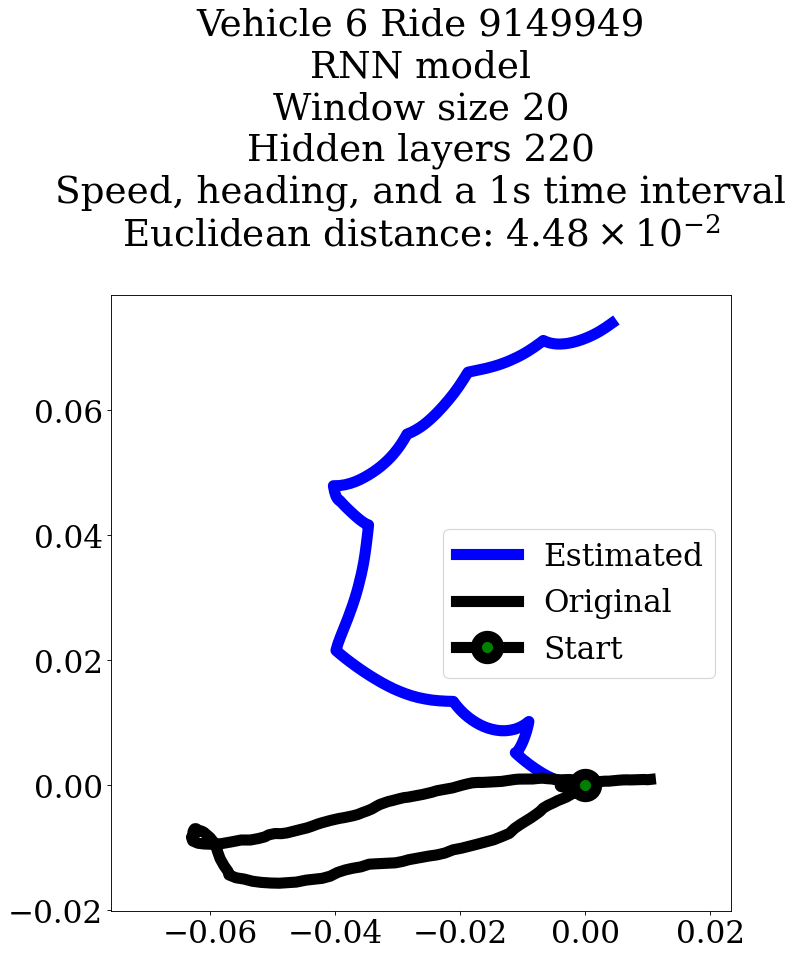 Vehicle 6 Ride 9149949
RNN model
Window size 20
Hidden layers 220
Speed, heading, and a 1s time interval
Euclidean distance: 4.48 × 10⁻²
0.06
0.04
0.02
0.00
−0.02
Estimated
Original
Start
−0.06 −0.04 −0.02 0.00 0.02